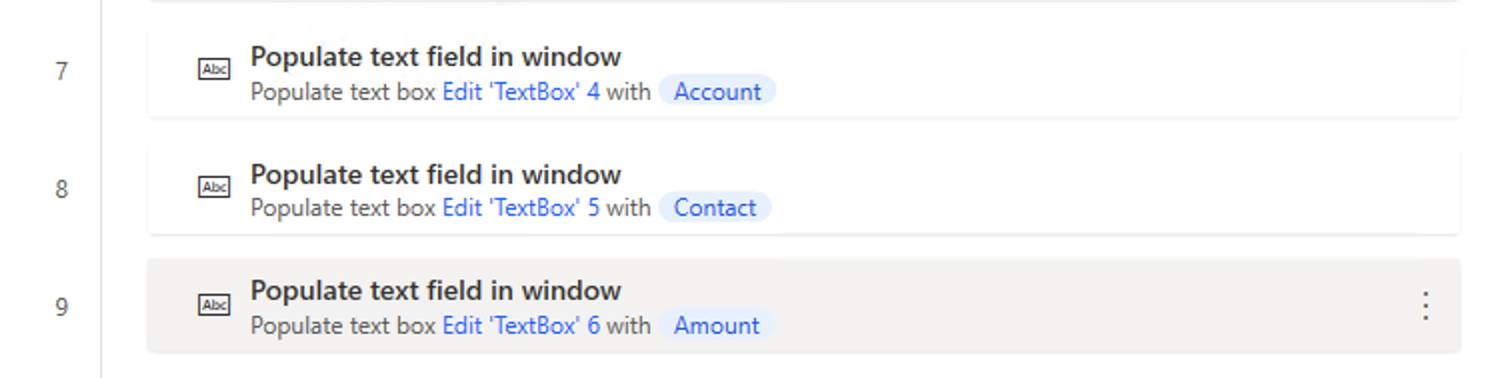 7
Abc
Populate text field in window
Populate text box Edit 'TextBox' 4 with Account
8
Abc
Populate text field in window
Populate text box Edit 'TextBox' 5 with Contact
9
Abc
Populate text field in window
Populate text box Edit 'TextBox' 6 with Amount